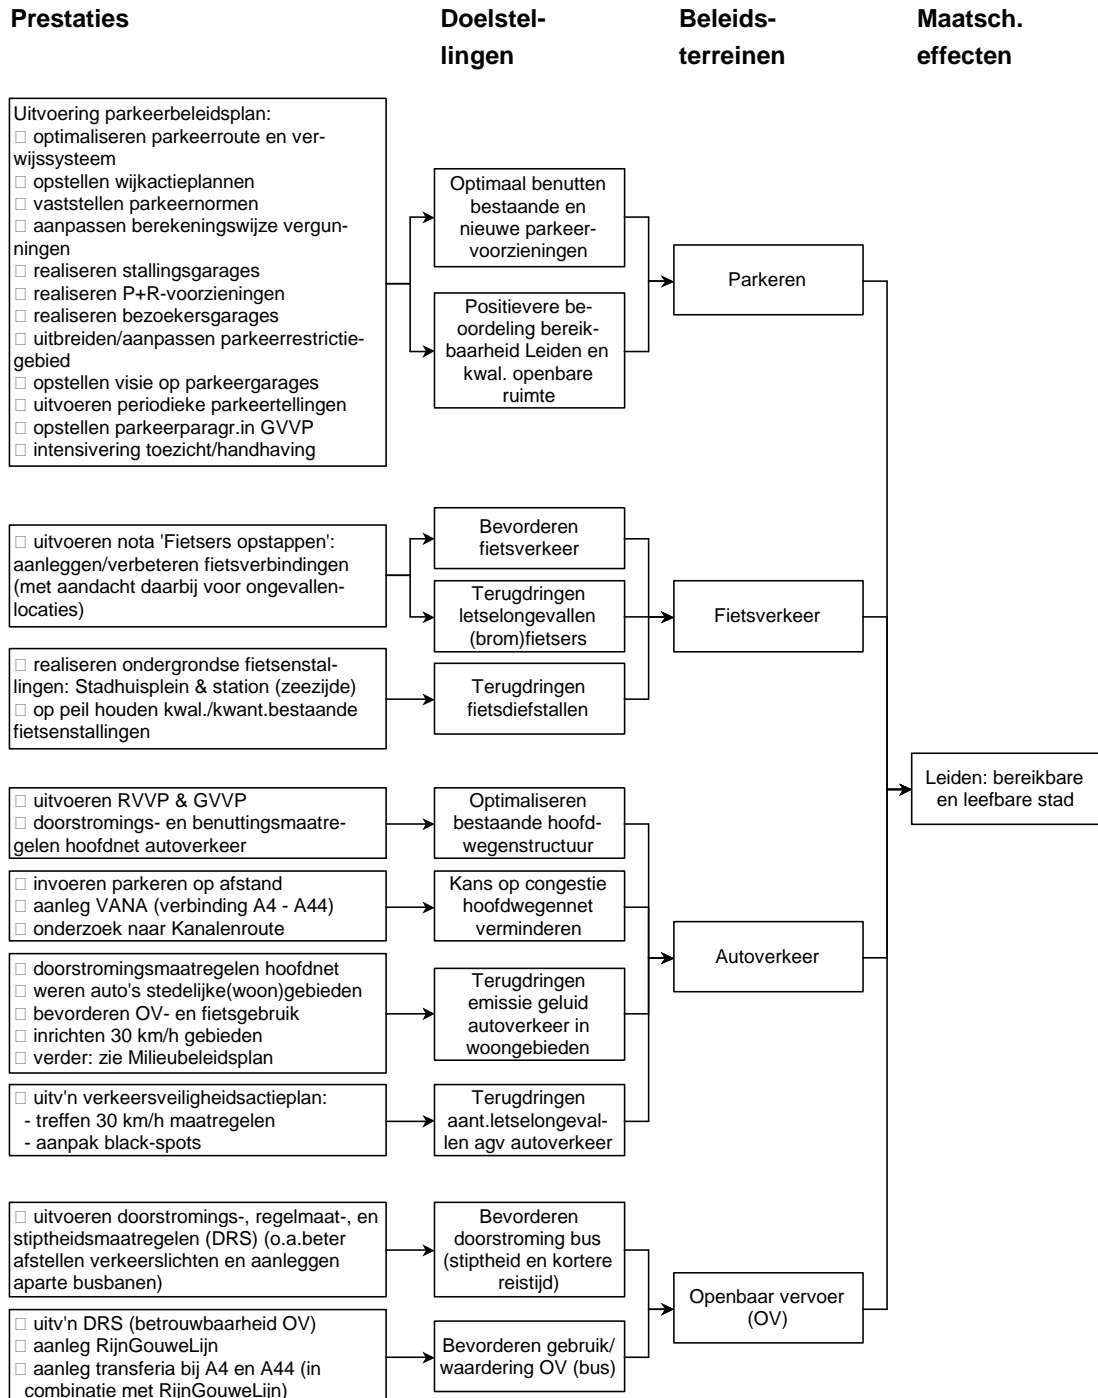 Prestaties
Doelstel-
lingen
Beleids-
terreinen
Maatsch.
effecten
Uitvoering parkeerbeleidsplan:
□ optimaliseren parkeerroute en ver-
wijssysteem
□ opstellen wijkactieplannen
□ vaststellen parkeernormen
□ aanpassen berekeningswijze vergun-
ningen
□ realiseren stallingsgarages
□ realiseren P+R-voorzieningen
□ realiseren bezoekersgarages
□ uitbreiden/aanpassen parkeerrestrictie-
gebied
□ opstellen visie op parkeergarages
□ uitvoeren periodieke parkeertellingen
□ opstellen parkeerparagr.in GVVP
□ intensivering toezicht/handhaving
Optimaal benutten
bestaande en
nieuwe parkeer-
voorzieningen
Positievere be-
oordeling bereik-
baarheid Leiden en
kwal. openbare
ruimte
Parkeren
□ uitvoeren nota 'Fietsers opstappen':
aanleggen/verbeteren fietsverbindingen
(met aandacht daarbij voor ongevallen-
locaties)
□ realiseren ondergrondse fietsenstal-
lingen: Stadhuisplein & station (zeezijde)
□ op peil houden kwal./kwant.bestaande
fietsenstallingen
Bevorderen
fietsverkeer
Terugdringen
letselongevallen
(brom)fietsers
Terugdringen
fietsdiefstallen
Fietsverkeer
Leiden: bereikbare
en leefbare stad
□ uitvoeren RVVP & GVVP
□ doorstromings- en benuttingsmaatre-
gelen hoofdnet autoverkeer
□ invoeren parkeren op afstand
□ aanleg VANA (verbinding A4 - A44)
□ onderzoek naar Kanalenroute
□ doorstromingsmaatregelen hoofdnet
□ weren auto's stedelijke(woon)gebieden
□ bevorderen OV- en fietsgebruik
□ inrichten 30 km/h gebieden
□ verder: zie Milieubeleidsplan
□ uitv'n verkeersveiligheidsactieplan:
- treffen 30 km/h maatregelen
- aanpak black-spots
Optimaliseren
bestaande hoofd-
wegenstructuur
Kans op congestie
hoofdwegennet
verminderen
Terugdringen
emissie geluid
autoverkeer in
woongebieden
Terugdringen
aant.letselongeval-
len agv autoverkeer
Autoverkeer
□ uitvoeren doorstromings-, regelmaat-, en
stiptheidsmaatregelen (DRS) (o.a.beter
afstellen verkeerslichten en aanleggen
aparte busbanen)
□ uitv'n DRS (betrouwbaarheid OV)
□ aanleg RijnGouweLijn
□ aanleg transferia bij A4 en A44 (in
combinatie met RijnGouweLijn)
Bevorderen
doorstroming bus
(stiptheid en kortere
reistijd)
Bevorderen gebruik/
waardering OV (bus)
Openbaar vervoer
(OV)